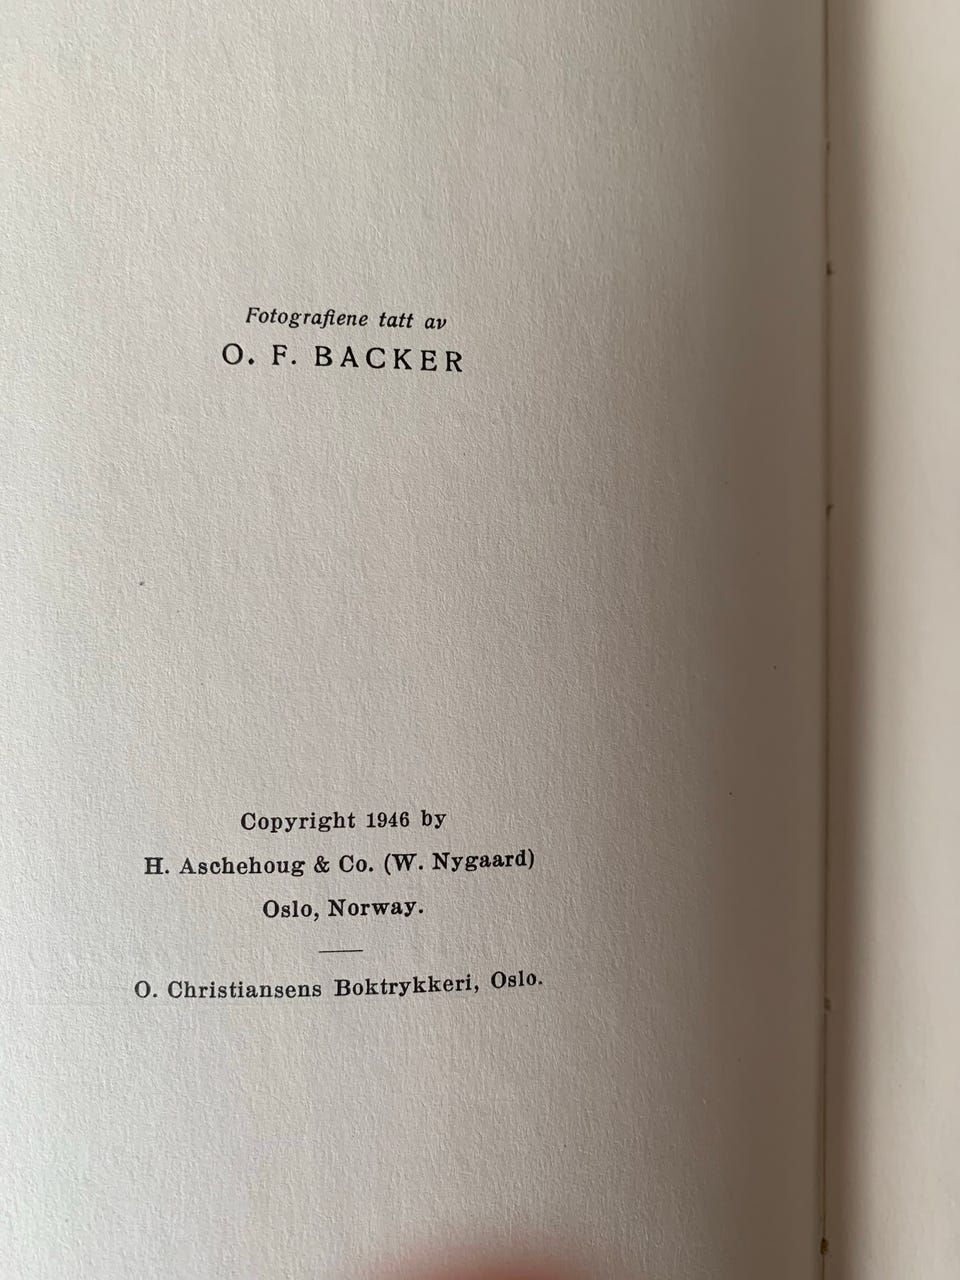 Fotografiene tatt av
O. F. BACKER
Copyright 1946 by
H. Aschehoug & Co. (W. Nygaard)
Oslo, Norway.
O. Christiansens Boktrykkeri, Oslo.